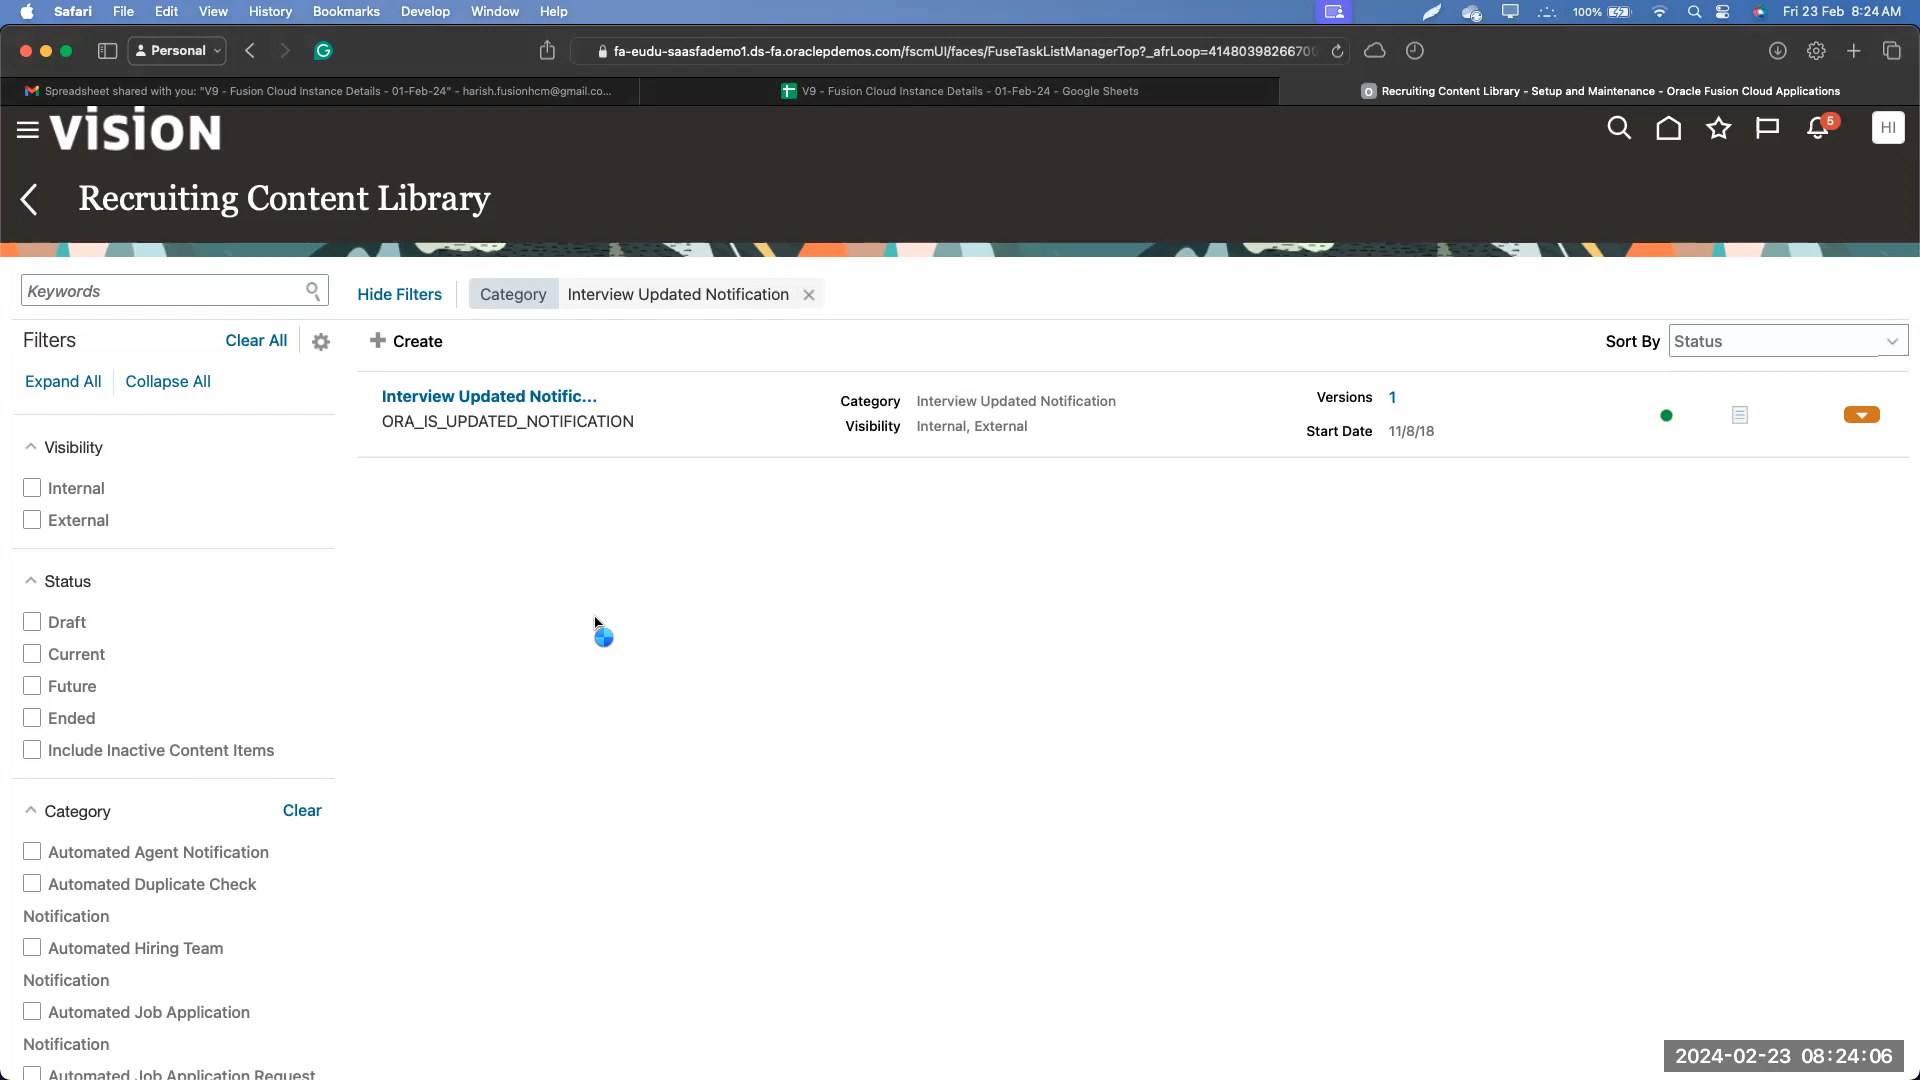 Safari File Edit View History Bookmarks Develop Window Help 100% Fri 23 Feb 8:24 AM
Personal fa-eudu-saasfademo1.ds-fa.oraclepdemos.com/fscmUI/faces/FuseTaskListManagerTop?_afrLoop=4148039826670
Spreadsheet shared with you: "V9 - Fusion Cloud Instance Details - 01-Feb-24" - harish.fusionhcm@gmail.co... V9 - Fusion Cloud Instance Details - 01-Feb-24 - Google Sheets Recruiting Content Library - Setup and Maintenance - Oracle Fusion Cloud Applications
VISION 5 HI
Recruiting Content Library
Keywords Hide Filters Category Interview Updated Notification
Filters Clear All Create Sort By Status
Expand All Collapse All
Interview Updated Notific... Category Interview Updated Notification Versions 1
ORA_IS_UPDATED_NOTIFICATION Visibility Internal, External Start Date 11/8/18
Visibility
Internal
External
Status
Draft
Current
Future
Ended
Include Inactive Content Items
Category Clear
Automated Agent Notification
Automated Duplicate Check
Notification
Automated Hiring Team
Notification
Automated Job Application
Notification
Automated Job Application Request
2024-02-23 08:24:06